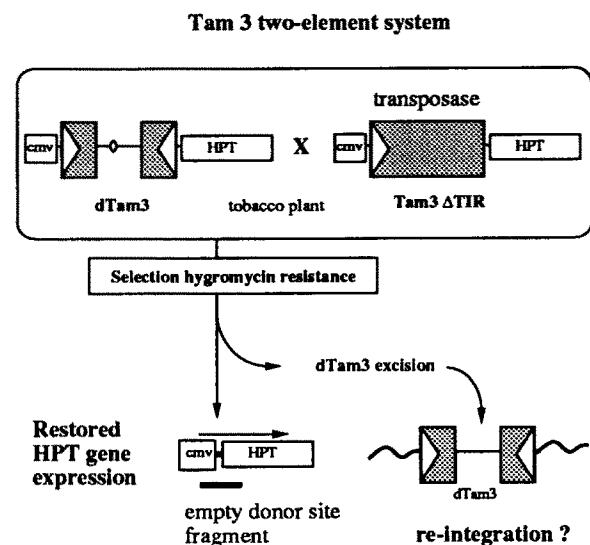 Tam 3 two-element system
transposase
cmv HPT X cmv HPT
dTam3 tobacco plant Tam3 ΔTIR
Selection hygromycin resistance
dTam3 excision
Restored
HPT gene
expression
cmv HPT
dTam3
empty donor site
fragment
re-integration ?